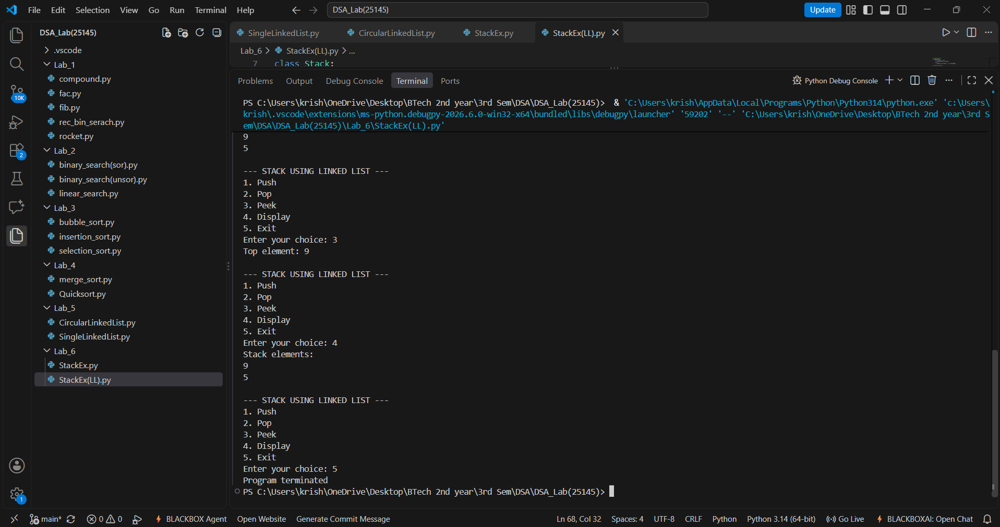 File Edit Selection View Go Run Terminal Help
DSA_Lab(25145)
Update
DSA_Lab(25145)
.vscode
Lab_1
compound.py
fac.py
fib.py
rec_bin_serach.py
rocket.py
Lab_2
binary_search(sor).py
binary_search(unsor).py
linear_search.py
Lab_3
bubble_sort.py
insertion_sort.py
selection_sort.py
Lab_4
merge_sort.py
Quicksort.py
Lab_5
CircularLinkedList.py
SingleLinkedList.py
Lab_6
StackEx.py
StackEx(LL).py
10K
2
1
SingleLinkedList.py CircularLinkedList.py StackEx.py StackEx(LL).py
Lab_6 > StackEx(LL).py > ...
7 class Stack:
Problems Output Debug Console Terminal Ports
Python Debug Console
PS C:\Users\krish\OneDrive\Desktop\BTech 2nd year\3rd Sem\DSA\DSA_Lab(25145)> & 'C:\Users\krish\AppData\Local\Programs\Python\Python314\python.exe' 'c:\Users\
krish\.vscode\extensions\ms-python.debugpy-2026.6.0-win32-x64\bundled\libs\debugpy\launcher' '59202' '--' 'C:\Users\krish\OneDrive\Desktop\BTech 2nd year\3rd S
em\DSA\DSA_Lab(25145)\Lab_6\StackEx(LL).py'
9
5
--- STACK USING LINKED LIST ---
1. Push
2. Pop
3. Peek
4. Display
5. Exit
Enter your choice: 3
Top element: 9
--- STACK USING LINKED LIST ---
1. Push
2. Pop
3. Peek
4. Display
5. Exit
Enter your choice: 4
Stack elements:
9
5
--- STACK USING LINKED LIST ---
1. Push
2. Pop
3. Peek
4. Display
5. Exit
Enter your choice: 5
Program terminated
PS C:\Users\krish\OneDrive\Desktop\BTech 2nd year\3rd Sem\DSA\DSA_Lab(25145)>
main* 0 0 BLACKBOX Agent Open Website Generate Commit Message Ln 68, Col 32 Spaces: 4 UTF-8 CRLF Python Python 3.14 (64-bit) Go Live BLACKBOXAI: Open Chat